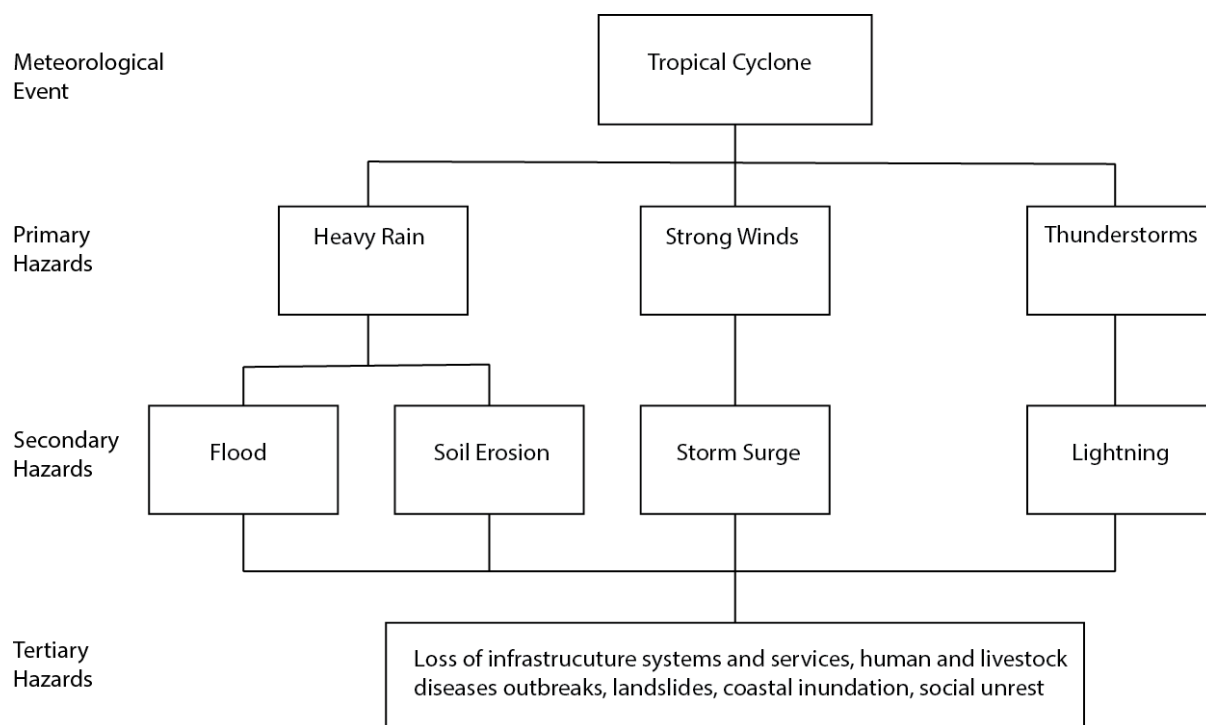 Meteorological
Event
Tropical Cyclone
Primary
Hazards
Heavy Rain
Strong Winds
Thunderstorms
Secondary
Hazards
Flood
Soil Erosion
Storm Surge
Lightning
Tertiary
Hazards
Loss of infrastrucuture systems and services, human and livestock
diseases outbreaks, landslides, coastal inundation, social unrest